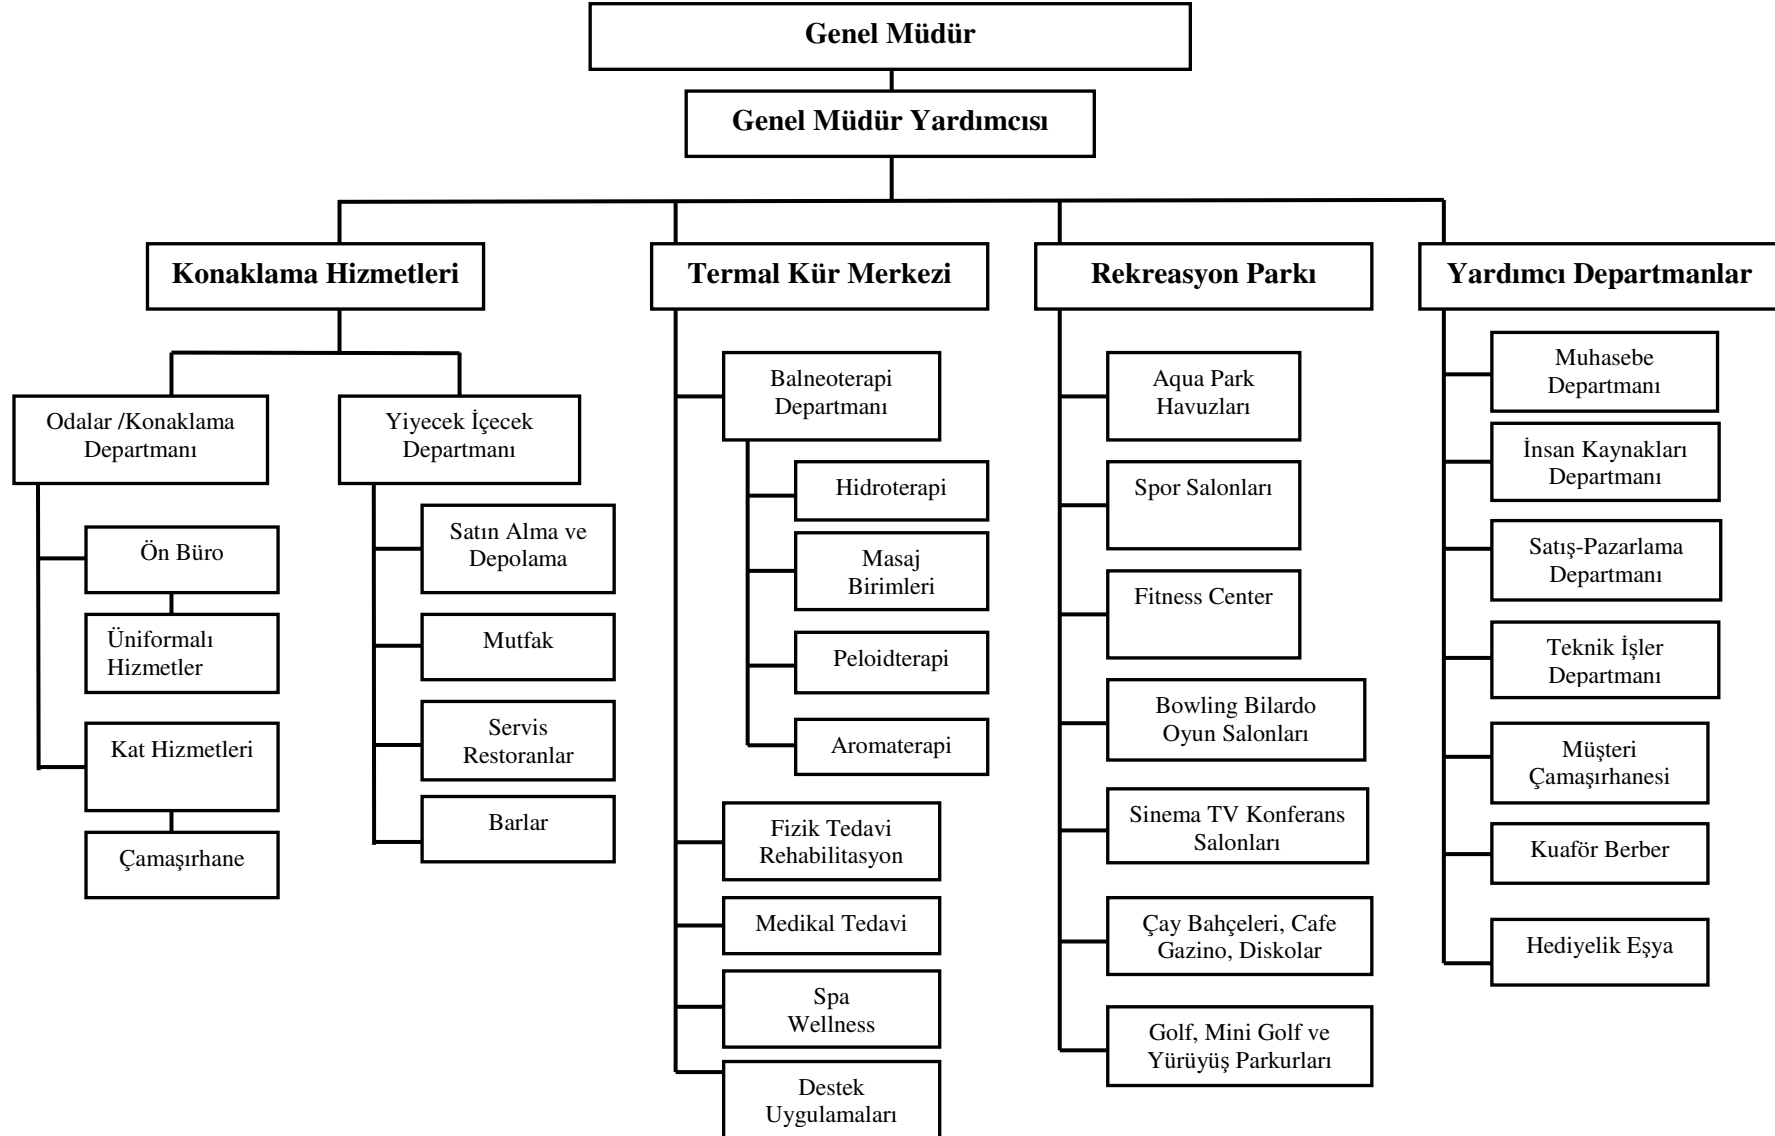 Genel Müdür
Genel Müdür Yardımcısı
Konaklama Hizmetleri
Termal Kür Merkezi
Rekreasyon Parkı
Yardımcı Departmanlar
Odalar /Konaklama
Departmanı
Yiyecek İçecek
Departmanı
Ön Büro
Üniformalı
Hizmetler
Kat Hizmetleri
Çamaşırhane
Satın Alma ve
Depolama
Mutfak
Servis
Restoranlar
Barlar
Balneoterapi
Departmanı
Hidroterapi
Masaj
Birimleri
Peloidterapi
Aromaterapi
Fizik Tedavi
Rehabilitasyon
Medikal Tedavi
Spa
Wellness
Destek
Uygulamaları
Aqua Park
Havuzları
Spor Salonları
Fitness Center
Bowling Bilardo
Oyun Salonları
Sinema TV Konferans
Salonları
Çay Bahçeleri, Cafe
Gazino, Diskolar
Golf, Mini Golf ve
Yürüyüş Parkurları
Muhasebe
Departmanı
İnsan Kaynakları
Departmanı
Satış-Pazarlama
Departmanı
Teknik İşler
Departmanı
Müşteri
Çamaşırhanesi
Kuaför Berber
Hediyelik Eşya